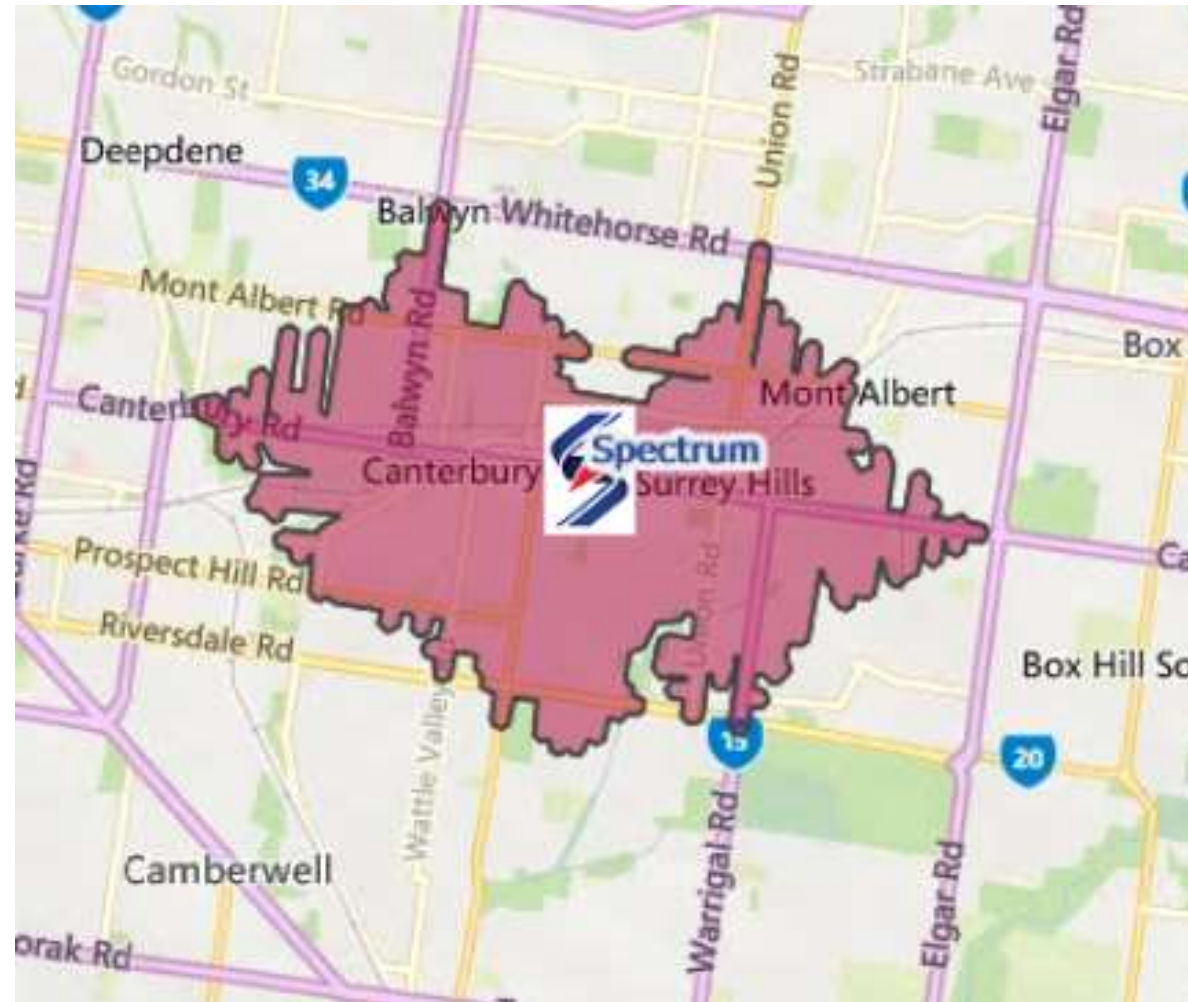 Gordon St
Strabane Ave
Elgar Rd
Union Rd
Deepdene
34
Balwyn
Whitehorse Rd
Mont Albert Rd
Balwyn Rd
Box
Mont Albert
Canterbury Rd
Spectrum
Canterbury
Surrey Hills
Prospect Hill Rd
Union Rd
Ca
Riversdale Rd
Box Hill So
15
20
Wattle Valley
Warrigal Rd
Elgar Rd
Camberwell
orak Rd